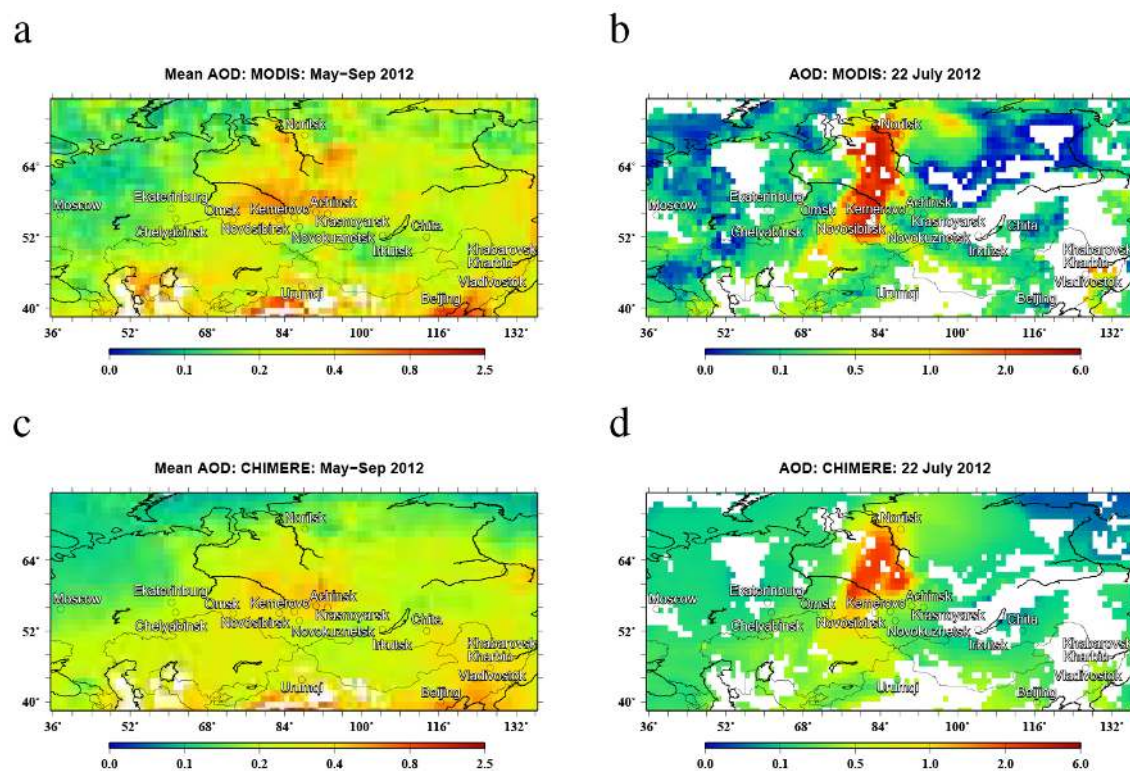 a
b
Mean AOD: MODIS: May-Sep 2012
AOD: MODIS: 22 July 2012
Norilsk
Ekaterinburg
Moscow
Omsk
Kemerovo
Achinsk
Krasnoyarsk
Chelyabinsk
Novosibirsk
Novokuznetsk
Chita
Irkutsk
Khabarovsk
Kharbin
Vladivostok
Urumqi
Beijing
64°
52°
40°
36° 52° 68° 84° 100° 116° 132°
0.0 0.1 0.2 0.4 0.8 2.5
Norilsk
Ekaterinburg
Moscow
Omsk
Kemerovo
Achinsk
Krasnoyarsk
Chelyabinsk
Novosibirsk
Novokuznetsk
Chita
Irkutsk
Khabarovsk
Kharbin
Vladivostok
Urumqi
Beijing
64°
52°
40°
36° 52° 68° 84° 100° 116° 132°
0.0 0.1 0.5 1.0 2.0 6.0
c
d
Mean AOD: CHIMERE: May-Sep 2012
AOD: CHIMERE: 22 July 2012
Norilsk
Ekaterinburg
Moscow
Omsk
Kemerovo
Achinsk
Krasnoyarsk
Chelyabinsk
Novosibirsk
Novokuznetsk
Chita
Irkutsk
Khabarovsk
Kharbin
Vladivostok
Urumqi
Beijing
64°
52°
40°
36° 52° 68° 84° 100° 116° 132°
0.0 0.1 0.2 0.4 0.8 2.5
Norilsk
Ekaterinburg
Moscow
Omsk
Kemerovo
Achinsk
Krasnoyarsk
Chelyabinsk
Novosibirsk
Novokuznetsk
Chita
Irkutsk
Khabarovsk
Kharbin
Vladivostok
Urumqi
Beijing
64°
52°
40°
36° 52° 68° 84° 100° 116° 132°
0.0 0.1 0.5 1.0 2.0 6.0